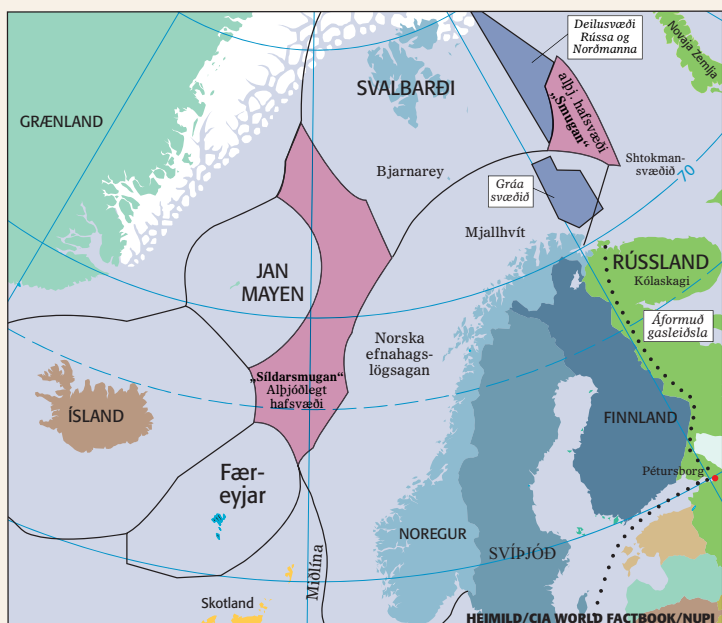 Deilusvæði
Rússa og
Norðmanna
Novaja Zemlja
SVALBARÐI
alþj. hafsvæði
„Smugan“
GRÆNLAND
Bjarnarey
Shtokman-
svæðið
70
Gráa
svæðið
Mjallhvít
JAN
MAYEN
RÚSSLAND
Kólaskagi
Áformuð
gasleiðsla
Norska
efnahags-
lögsagan
„Síldarsmugan“
Alþjóðlegt
hafsvæði
ÍSLAND
FINNLAND
Fær-
eyjar
Pétursborg
NOREGUR
SVÍÞJÓÐ
Miðlína
Skotland
HEIMILD/CIA WORLD FACTBOOK/NUPI